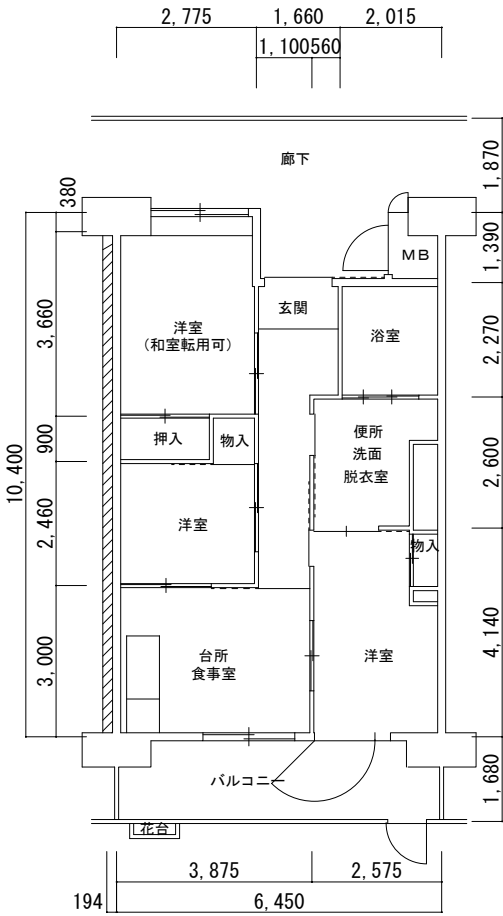 2,775
1,660
2,015
1,100
560
廊下
1,870
380
1,390
MB
玄関
浴室
洋室
(和室転用可)
3,660
2,270
押入
物入
900
便所
洗面
脱衣室
2,600
10,400
2,460
洋室
物入
台所
食事室
洋室
3,000
4,140
バルコニー
1,680
花台
3,875
2,575
194
6,450